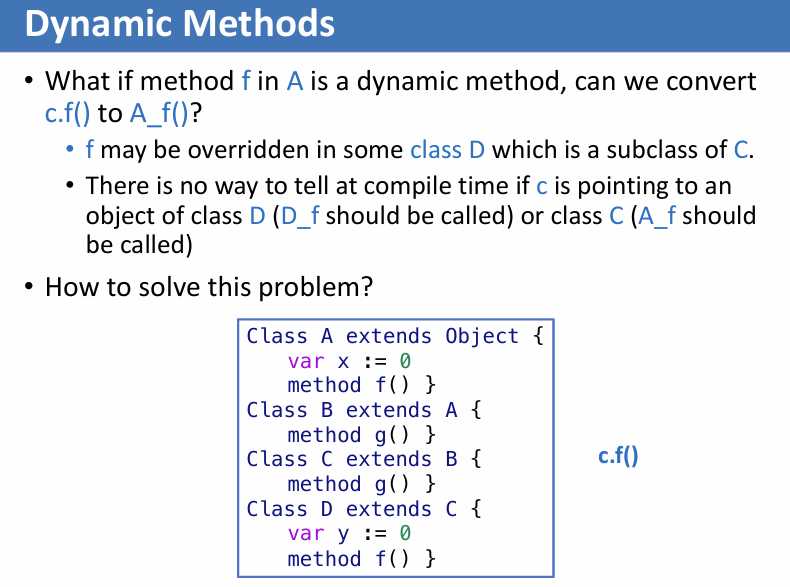 Dynamic Methods
• What if method f in A is a dynamic method, can we convert
c.f() to A_f()?
• f may be overridden in some class D which is a subclass of C.
• There is no way to tell at compile time if c is pointing to an
object of class D (D_f should be called) or class C (A_f should
be called)
• How to solve this problem?
Class A extends Object {
var x := 0
method f() }
Class B extends A {
method g() }
Class C extends B {
method g() }
Class D extends C {
var y := 0
method f() }
c.f()